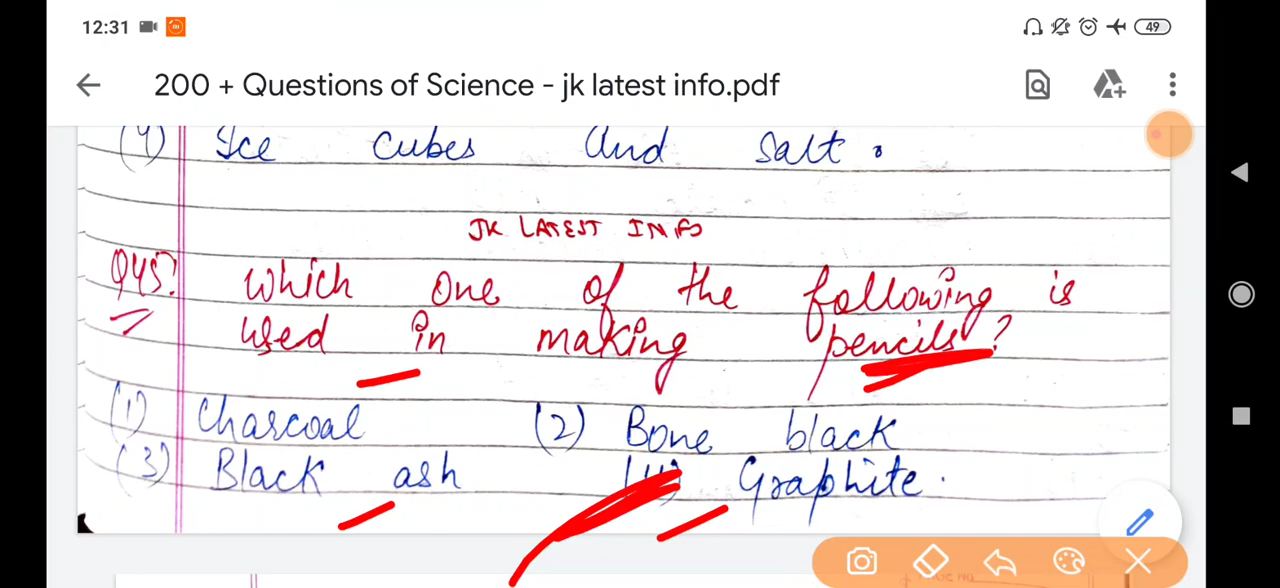 12:31
49
200 + Questions of Science - jk latest info.pdf
(4) Ice cubes and salt.
JK LATEST INFO
Q45: Which one of the following is
used in making pencils?
(1) Charcoal (2) Bone black
(3) Black ash (4) Graphite.